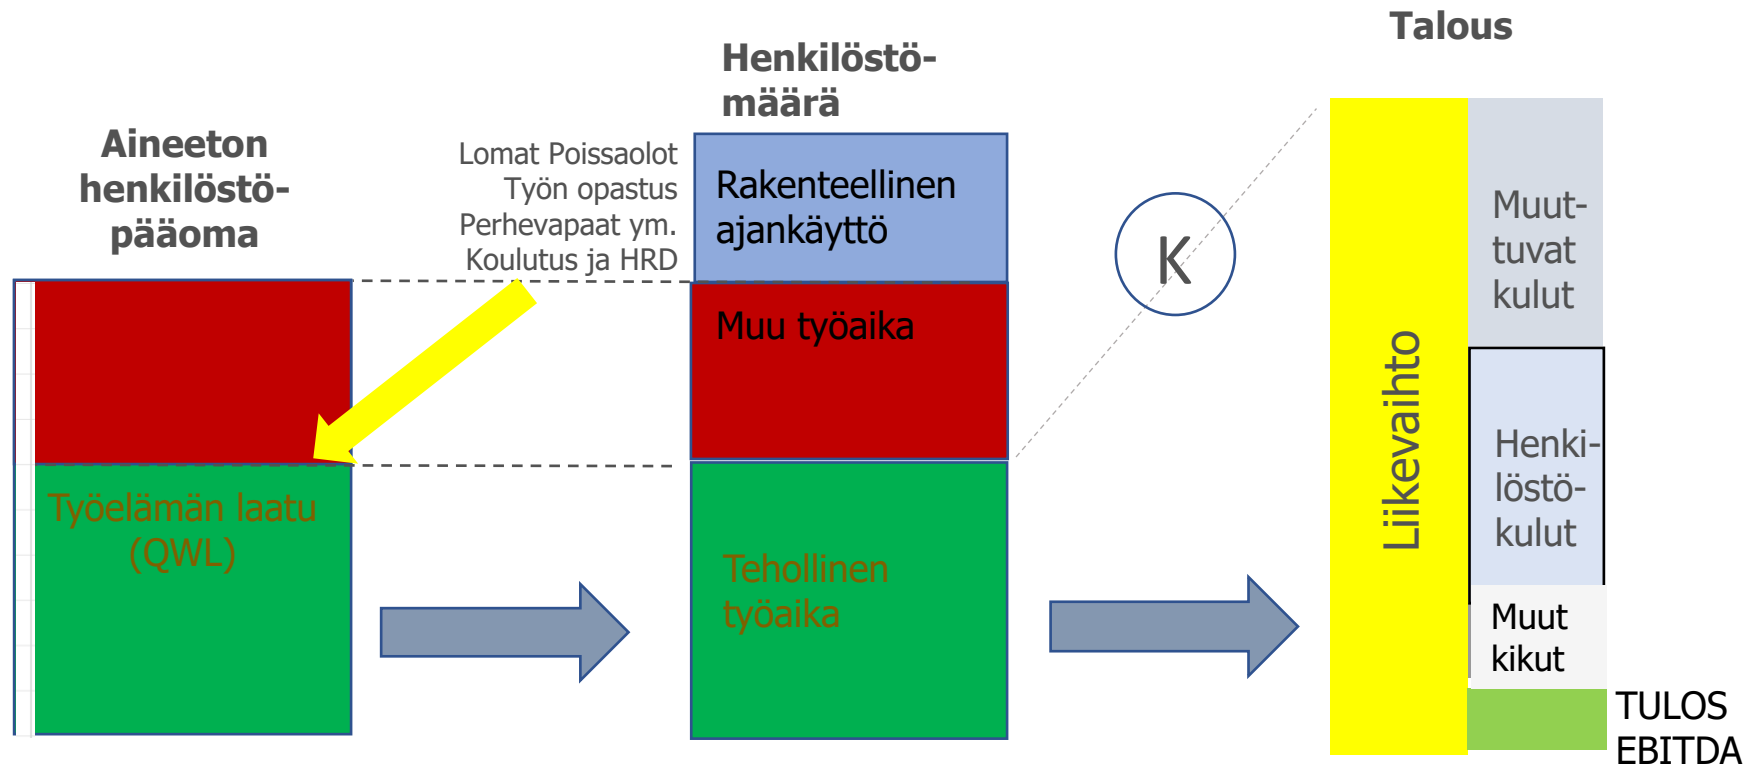 Aineeton
henkilöstö-
pääoma
Työelämän laatu
(QWL)
Lomat Poissaolot
Työn opastus
Perhevapaat ym.
Koulutus ja HRD
Henkilöstö-
määrä
Rakenteellinen
ajankäyttö
Muu työaika
Tehollinen
työaika
K
Talous
Liikevaihto
Muut-
tuvat
kulut
Henki-
löstö-
kulut
Muut
kikut
TULOS
EBITDA